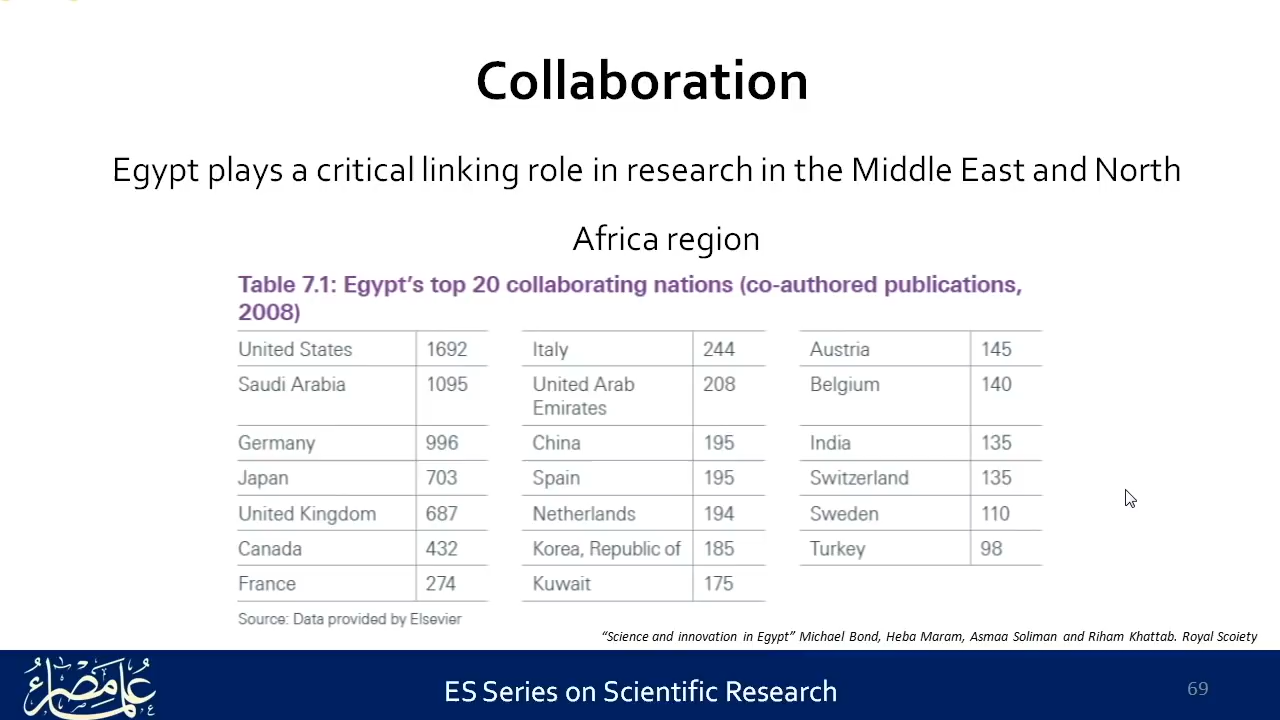 Collaboration
Egypt plays a critical linking role in research in the Middle East and North
Africa region
Table 7.1: Egypt's top 20 collaborating nations (co-authored publications,
2008)
United States 1692
Saudi Arabia 1095
Germany 996
Japan 703
United Kingdom 687
Canada 432
France 274
Italy 244
United Arab 208
Emirates
China 195
Spain 195
Netherlands 194
Korea, Republic of 185
Kuwait 175
Austria 145
Belgium 140
India 135
Switzerland 135
Sweden 110
Turkey 98
Source: Data provided by Elsevier
“Science and innovation in Egypt” Michael Bond, Heba Maram, Asmaa Soliman and Riham Khattab. Royal Scoiety
علماء مصر
ES Series on Scientific Research
69